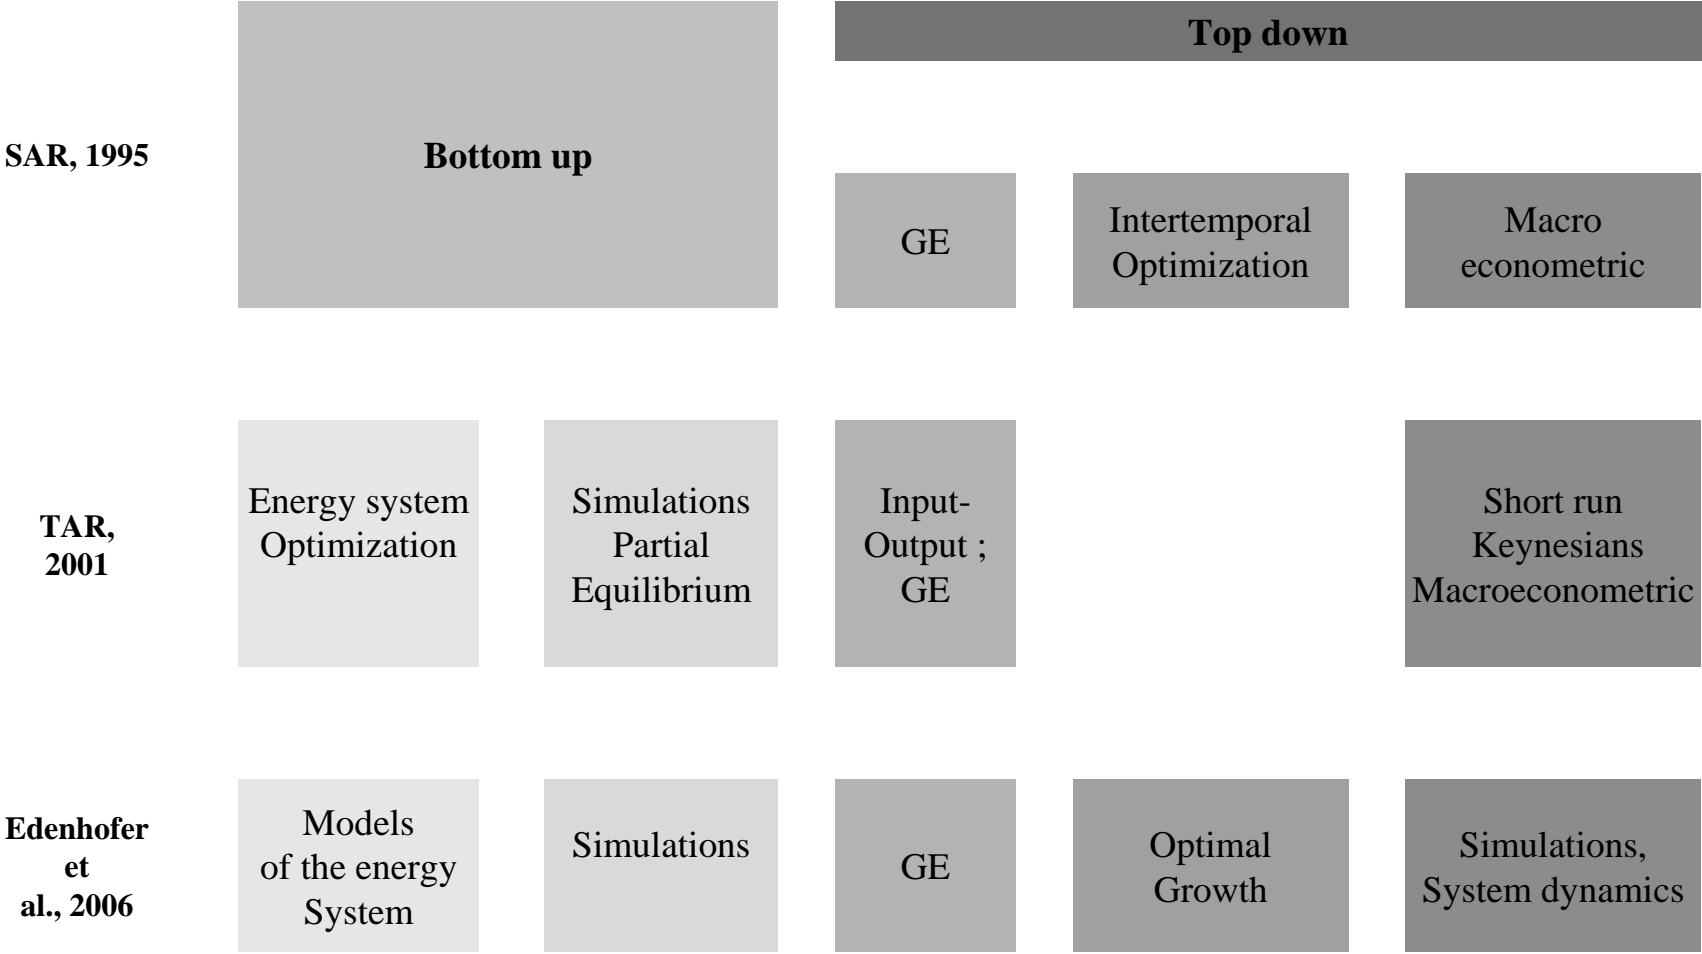 Top down
SAR, 1995
Bottom up
GE
Intertemporal
Optimization
Macro
econometric
TAR,
2001
Energy system
Optimization
Simulations
Partial
Equilibrium
Input-
Output ;
GE
Short run
Keynesians
Macroeconometric
Edenhofer
et
al., 2006
Models
of the energy
System
Simulations
GE
Optimal
Growth
Simulations,
System dynamics